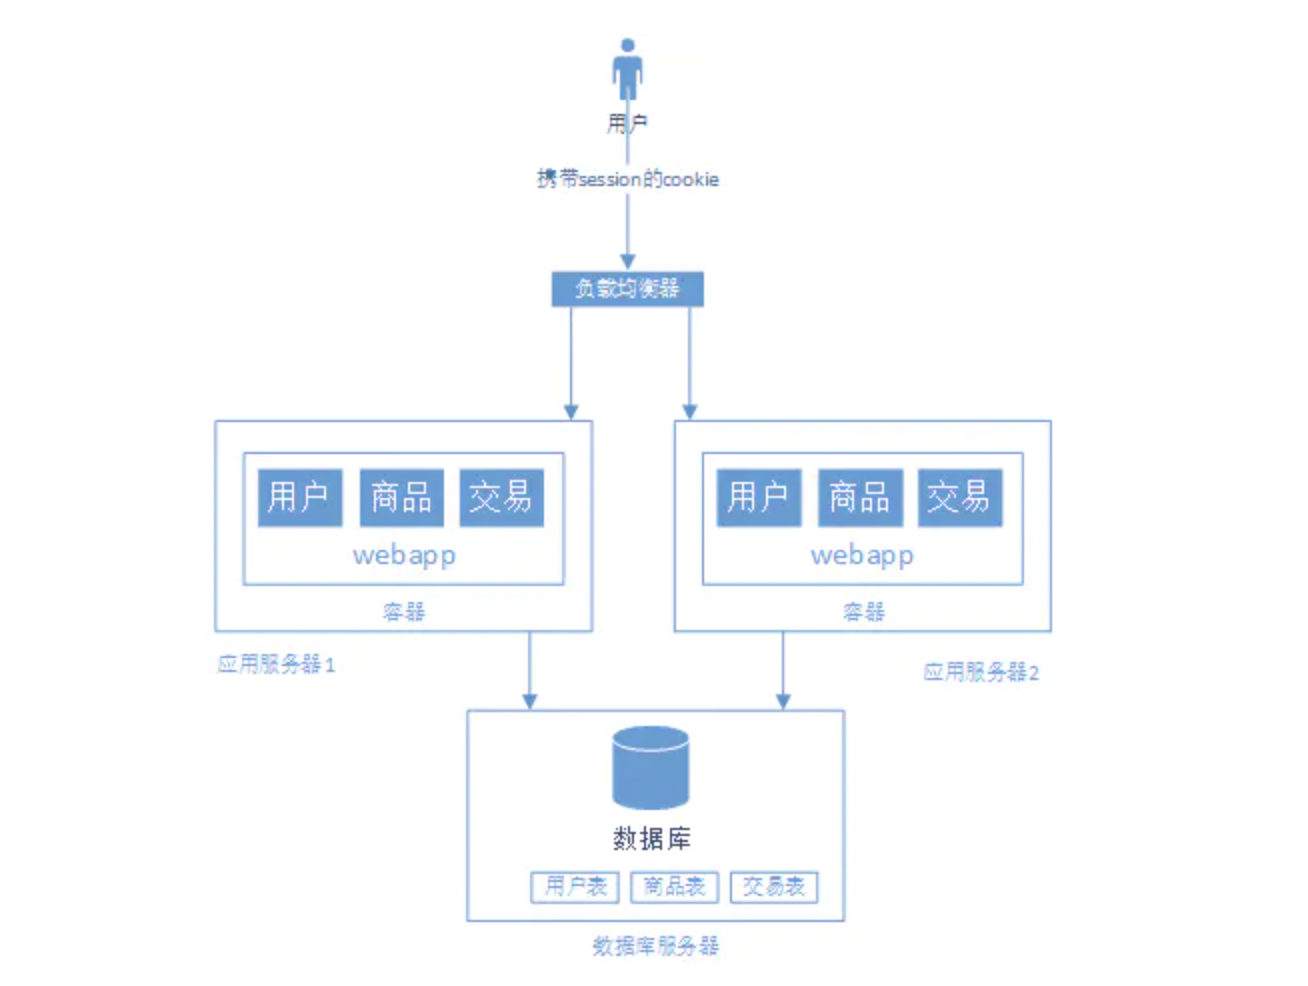 用户
携带session的cookie
负载均衡器
用户 商品 交易
webapp
容器
应用服务器1
用户 商品 交易
webapp
容器
应用服务器2
数据库
用户表 商品表 交易表
数据库服务器